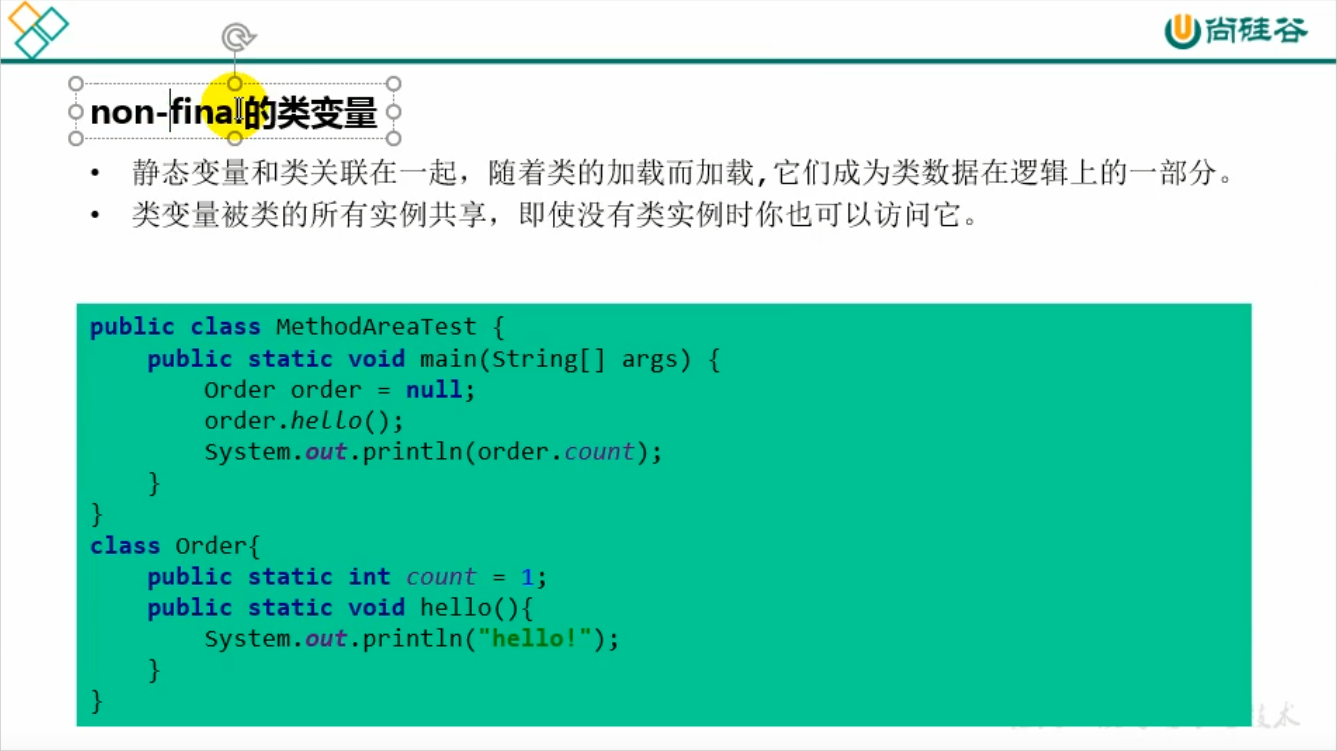 尚硅谷
non-final的类变量
• 静态变量和类关联在一起，随着类的加载而加载,它们成为类数据在逻辑上的一部分。
• 类变量被类的所有实例共享，即使没有类实例时你也可以访问它。
public class MethodAreaTest {
    public static void main(String[] args) {
        Order order = null;
        order.hello();
        System.out.println(order.count);
    }
}
class Order{
    public static int count = 1;
    public static void hello(){
        System.out.println("hello!");
    }
}
技术